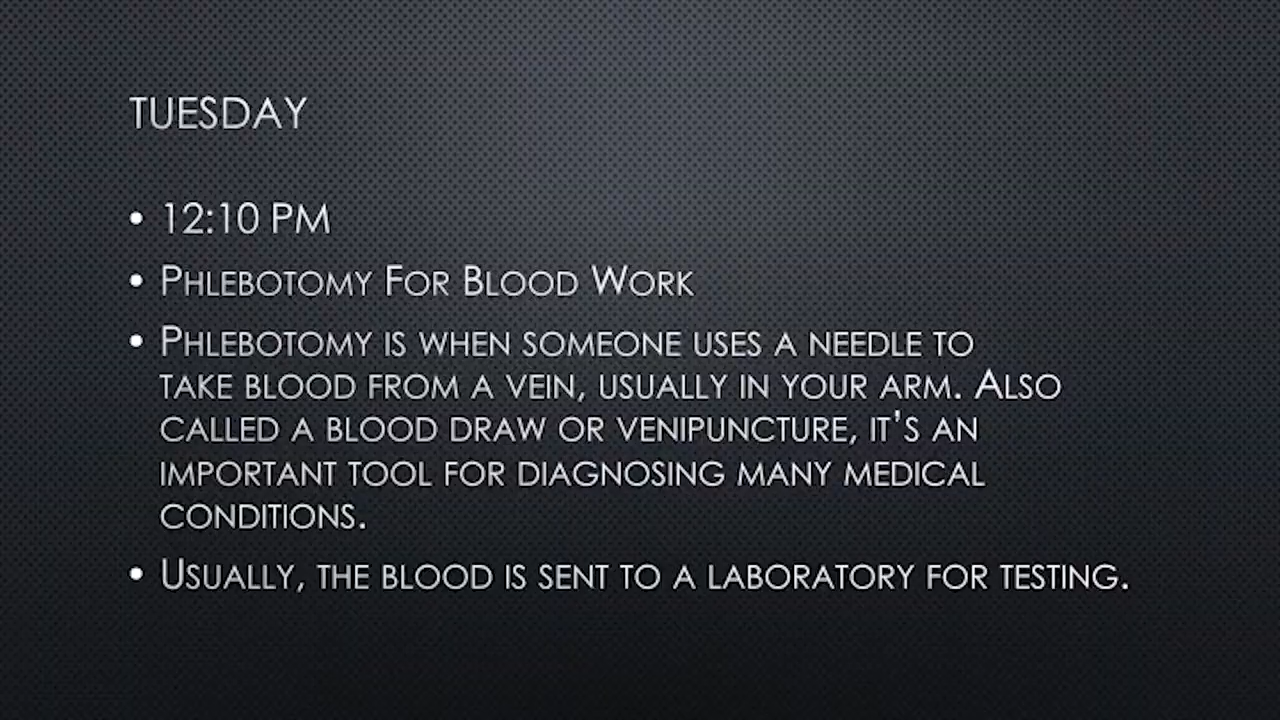 TUESDAY
• 12:10 PM
• Phlebotomy For Blood Work
• Phlebotomy is when someone uses a needle to
take blood from a vein, usually in your arm. Also
called a blood draw or venipuncture, it’s an
important tool for diagnosing many medical
conditions.
• Usually, the blood is sent to a laboratory for testing.